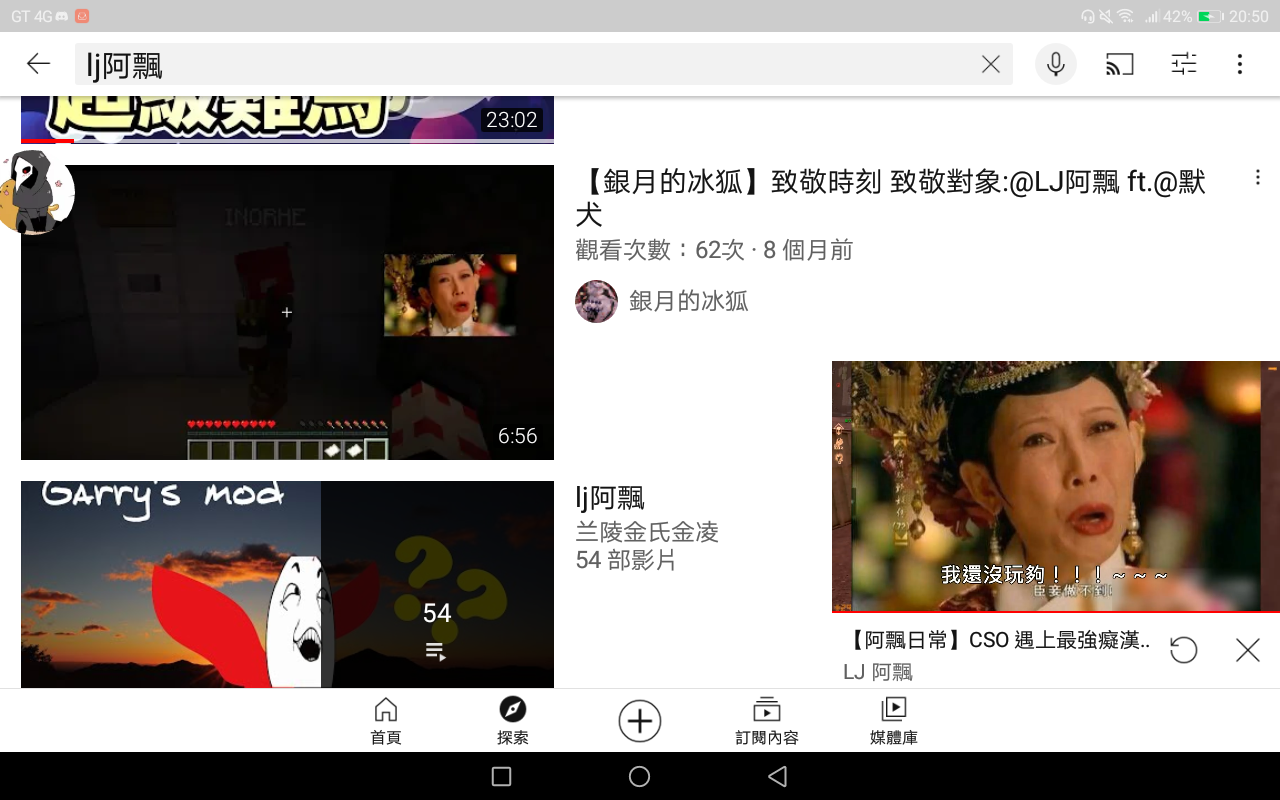 GT 4G
42%
20:50
lj阿飄
超級難馬
23:02
INORHE
6:56
【銀月的冰狐】致敬時刻 致敬對象:@LJ阿飄 ft.@默
犬
觀看次數：62次 · 8 個月前
銀月的冰狐
GArry's mod
54
lj阿飄
兰陵金氏金凌
54 部影片
我還沒玩夠！！！～～～
臣妾做不到!
【阿飄日常】CSO 遇上最強癡漢..
LJ 阿飄
首頁
探索
訂閱內容
媒體庫